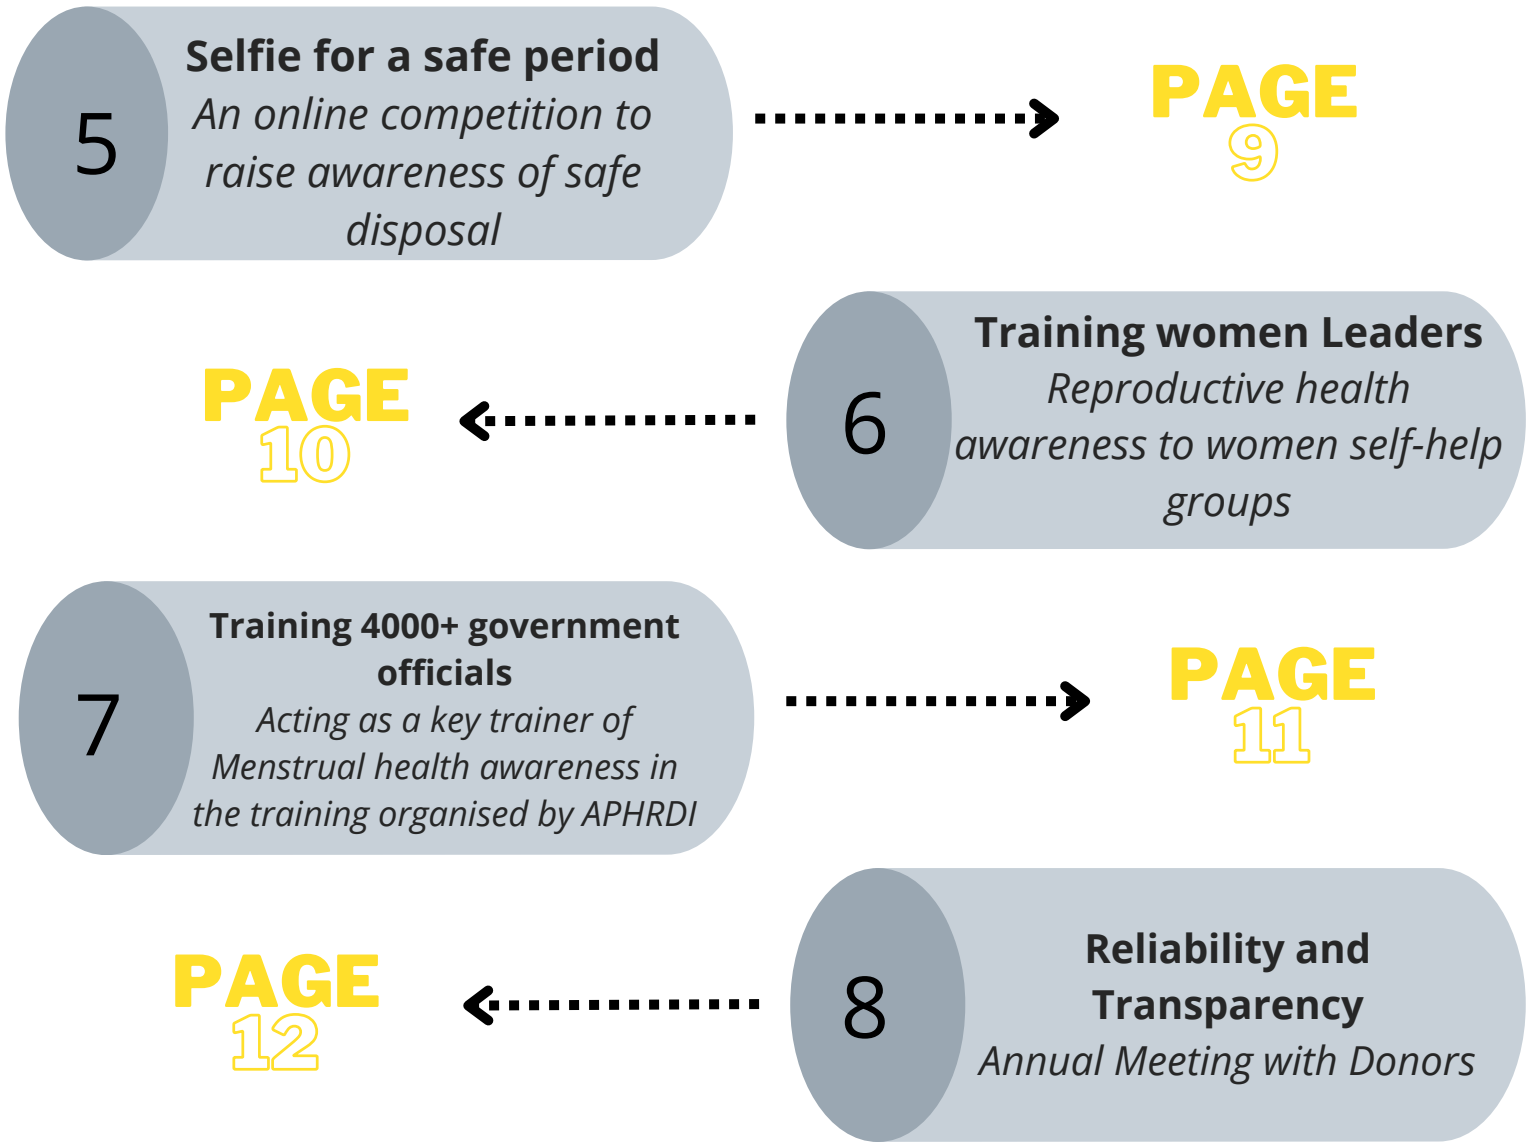 5
Selfie for a safe period
An online competition to
raise awareness of safe
disposal
PAGE
9
6
Training women Leaders
Reproductive health
awareness to women self-help
groups
PAGE
10
7
Training 4000+ government
officials
Acting as a key trainer of
Menstrual health awareness in
the training organised by APHRDI
PAGE
11
8
Reliability and
Transparency
Annual Meeting with Donors
PAGE
12